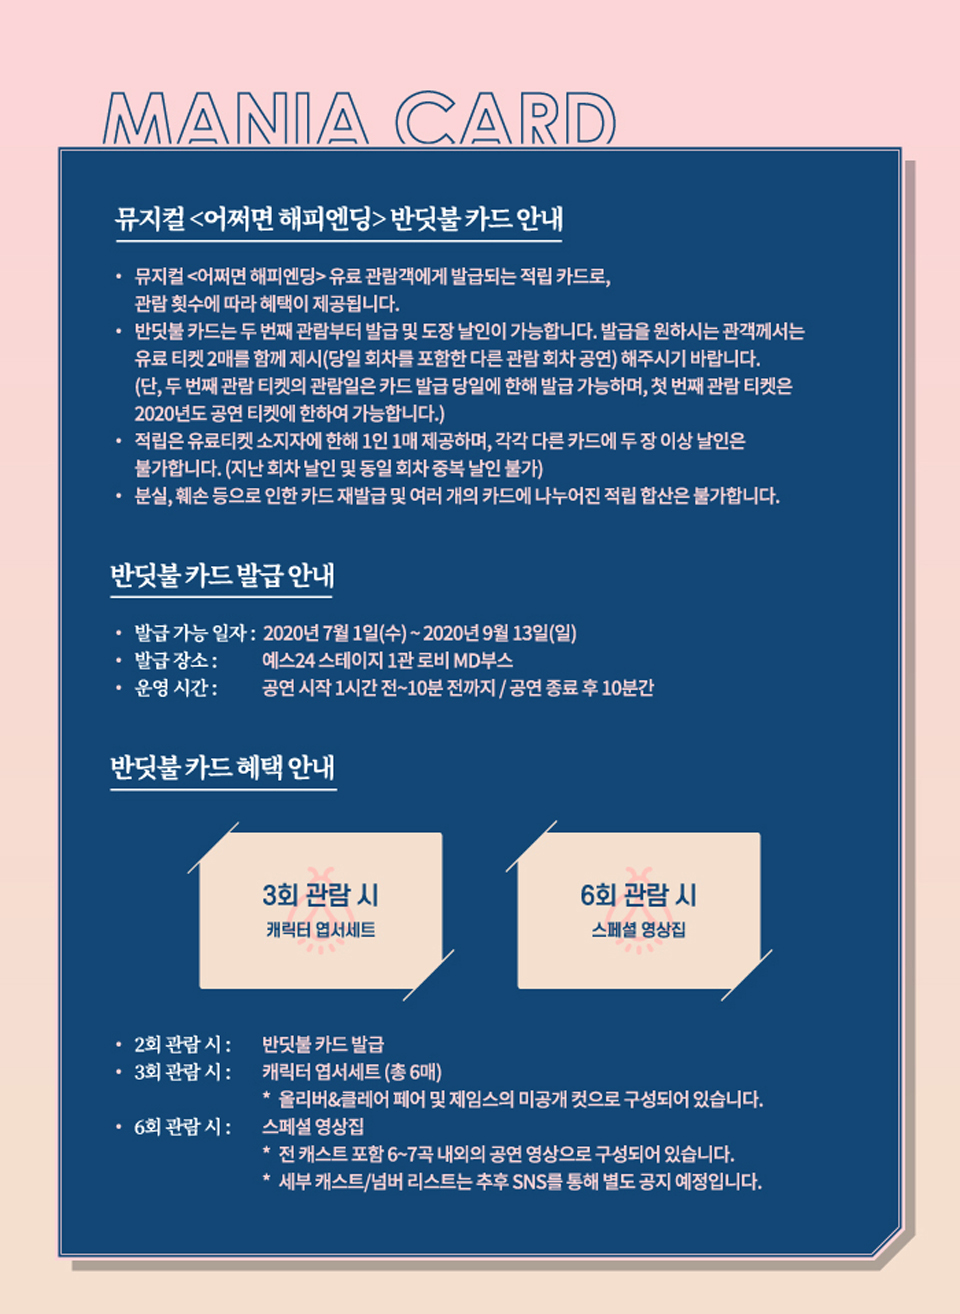 MANIA CARD
뮤지컬 <어쩌면 해피엔딩> 반딧불 카드 안내
• 뮤지컬 <어쩌면 해피엔딩> 유료 관람객에게 발급되는 적립 카드로,
관람 횟수에 따라 혜택이 제공됩니다.
• 반딧불 카드는 두 번째 관람부터 발급 및 도장 날인이 가능합니다. 발급을 원하시는 관객께서는
유료 티켓 2매를 함께 제시(당일 회차를 포함한 다른 관람 회차 공연) 해주시기 바랍니다.
(단, 두 번째 관람 티켓의 관람일은 카드 발급 당일에 한해 발급 가능하며, 첫 번째 관람 티켓은
2020년도 공연 티켓에 한하여 가능합니다.)
• 적립은 유료티켓 소지자에 한해 1인 1매 제공하며, 각각 다른 카드에 두 장 이상 날인은
불가합니다. (지난 회차 날인 및 동일 회차 중복 날인 불가)
• 분실, 훼손 등으로 인한 카드 재발급 및 여러 개의 카드에 나누어진 적립 합산은 불가합니다.
반딧불 카드 발급 안내
• 발급 가능 일자 : 2020년 7월 1일(수) ~ 2020년 9월 13일(일)
• 발급 장소 : 예스24 스테이지 1관 로비 MD부스
• 운영 시간 : 공연 시작 1시간 전~10분 전까지 / 공연 종료 후 10분간
반딧불 카드 혜택 안내
3회 관람 시
캐릭터 엽서세트
6회 관람 시
스페셜 영상집
• 2회 관람 시 : 반딧불 카드 발급
• 3회 관람 시 : 캐릭터 엽서세트 (총 6매)
* 올리버&클레어 페어 및 제임스의 미공개 컷으로 구성되어 있습니다.
• 6회 관람 시 : 스페셜 영상집
* 전 캐스트 포함 6~7곡 내외의 공연 영상으로 구성되어 있습니다.
* 세부 캐스트/넘버 리스트는 추후 SNS를 통해 별도 공지 예정입니다.